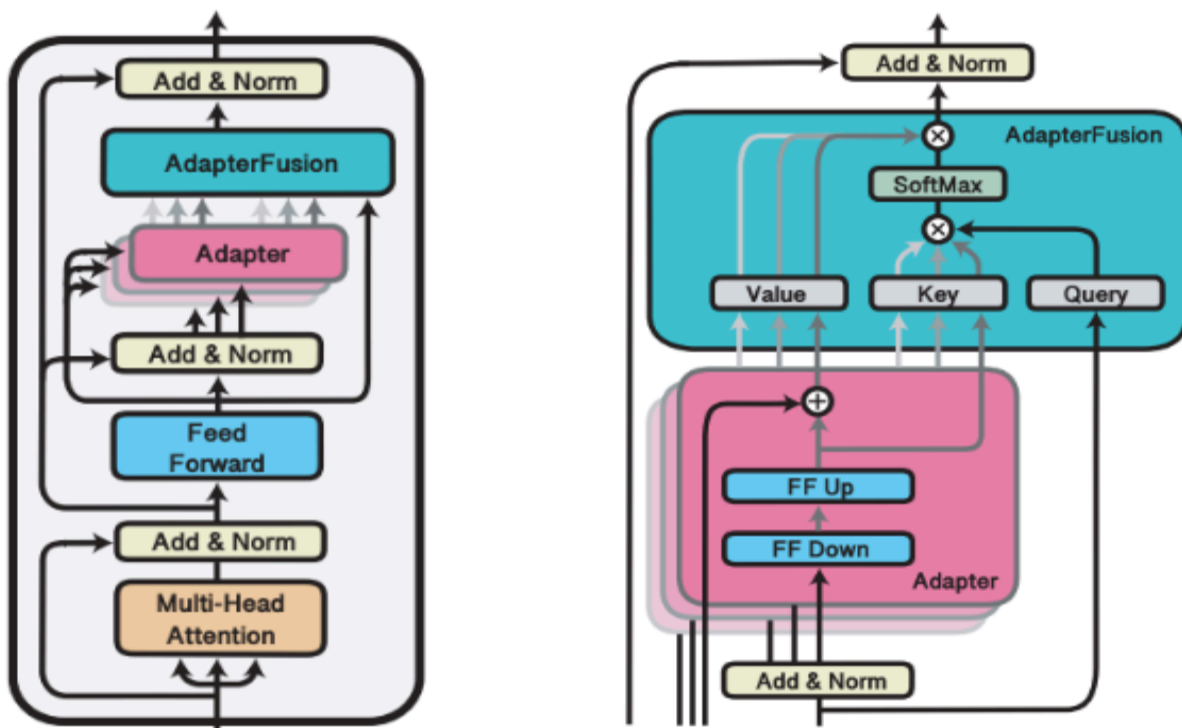 Add & Norm
AdapterFusion
Adapter
Add & Norm
Feed
Forward
Add & Norm
Multi-Head
Attention
Add & Norm
AdapterFusion
SoftMax
Value
Key
Query
FF Up
FF Down
Adapter
Add & Norm